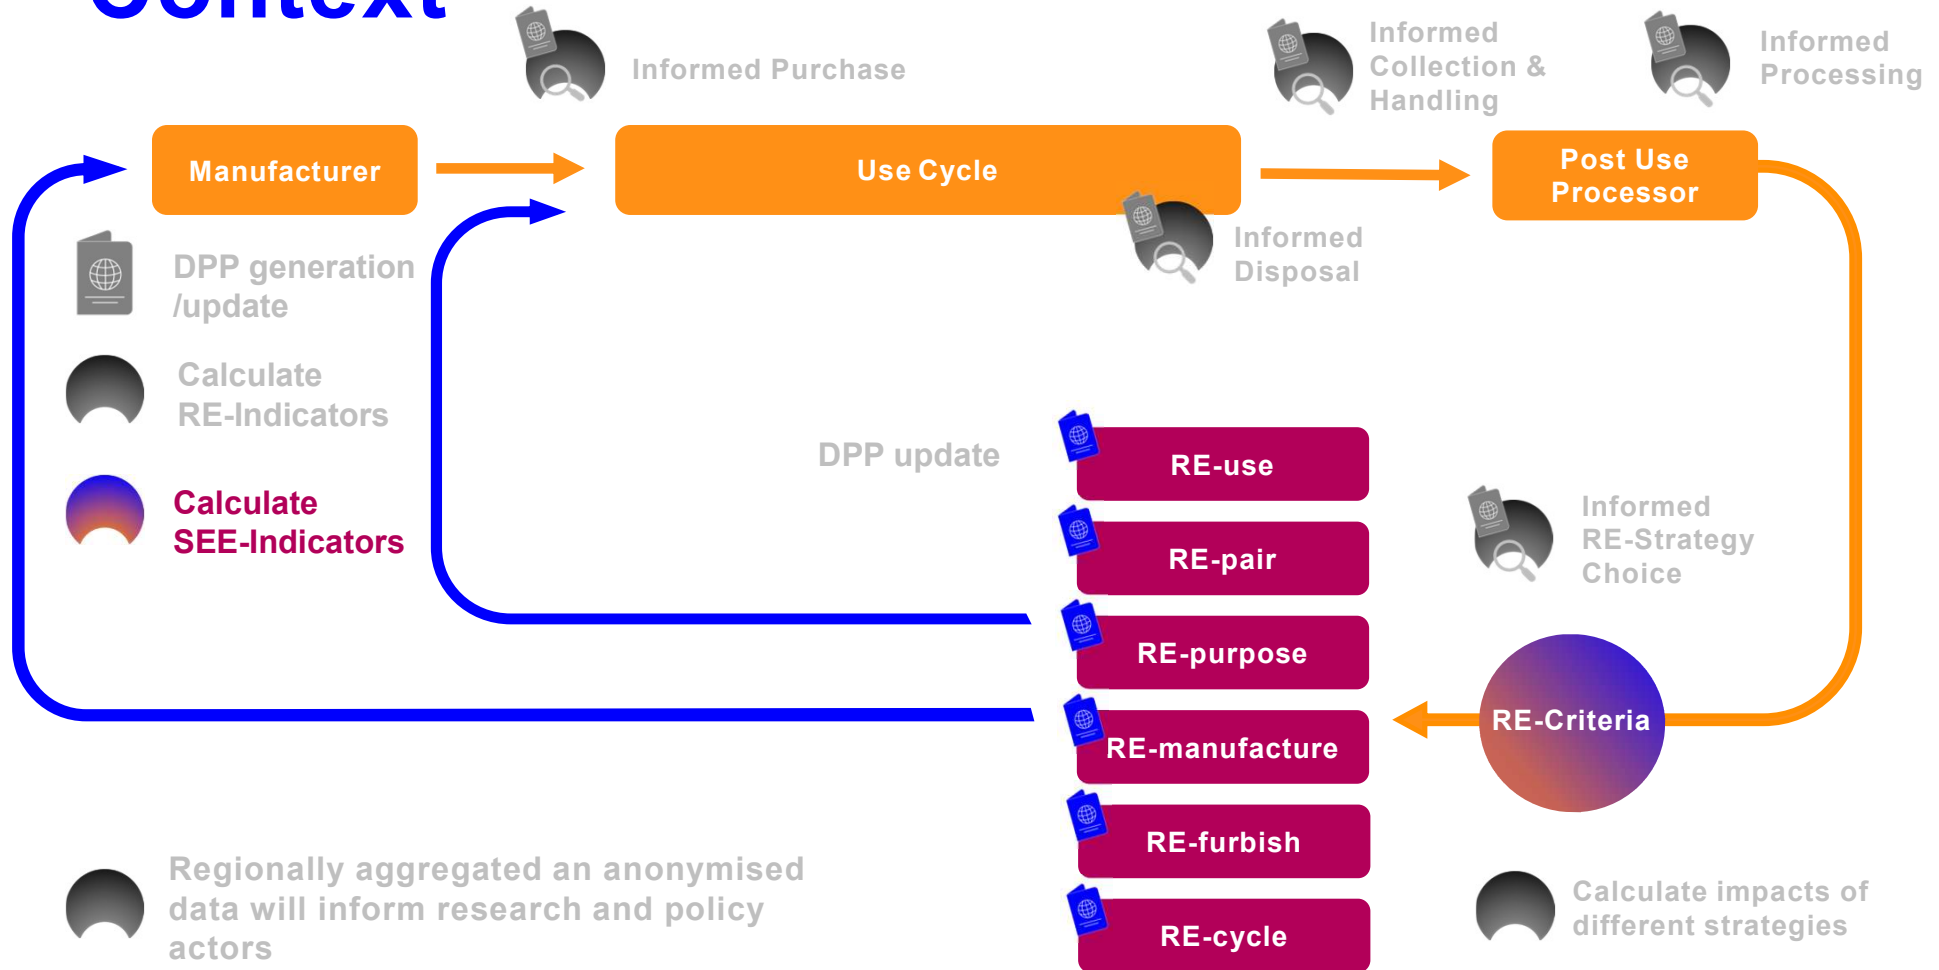 Context
Informed Purchase
Informed
Collection &
Handling
Informed
Processing
Manufacturer
Use Cycle
Post Use
Processor
Informed
Disposal
DPP generation
/update
Calculate
RE-Indicators
Calculate
SEE-Indicators
DPP update
RE-use
RE-pair
RE-purpose
RE-manufacture
RE-furbish
RE-cycle
Informed
RE-Strategy
Choice
RE-Criteria
Regionally aggregated an anonymised
data will inform research and policy
actors
Calculate impacts of
different strategies